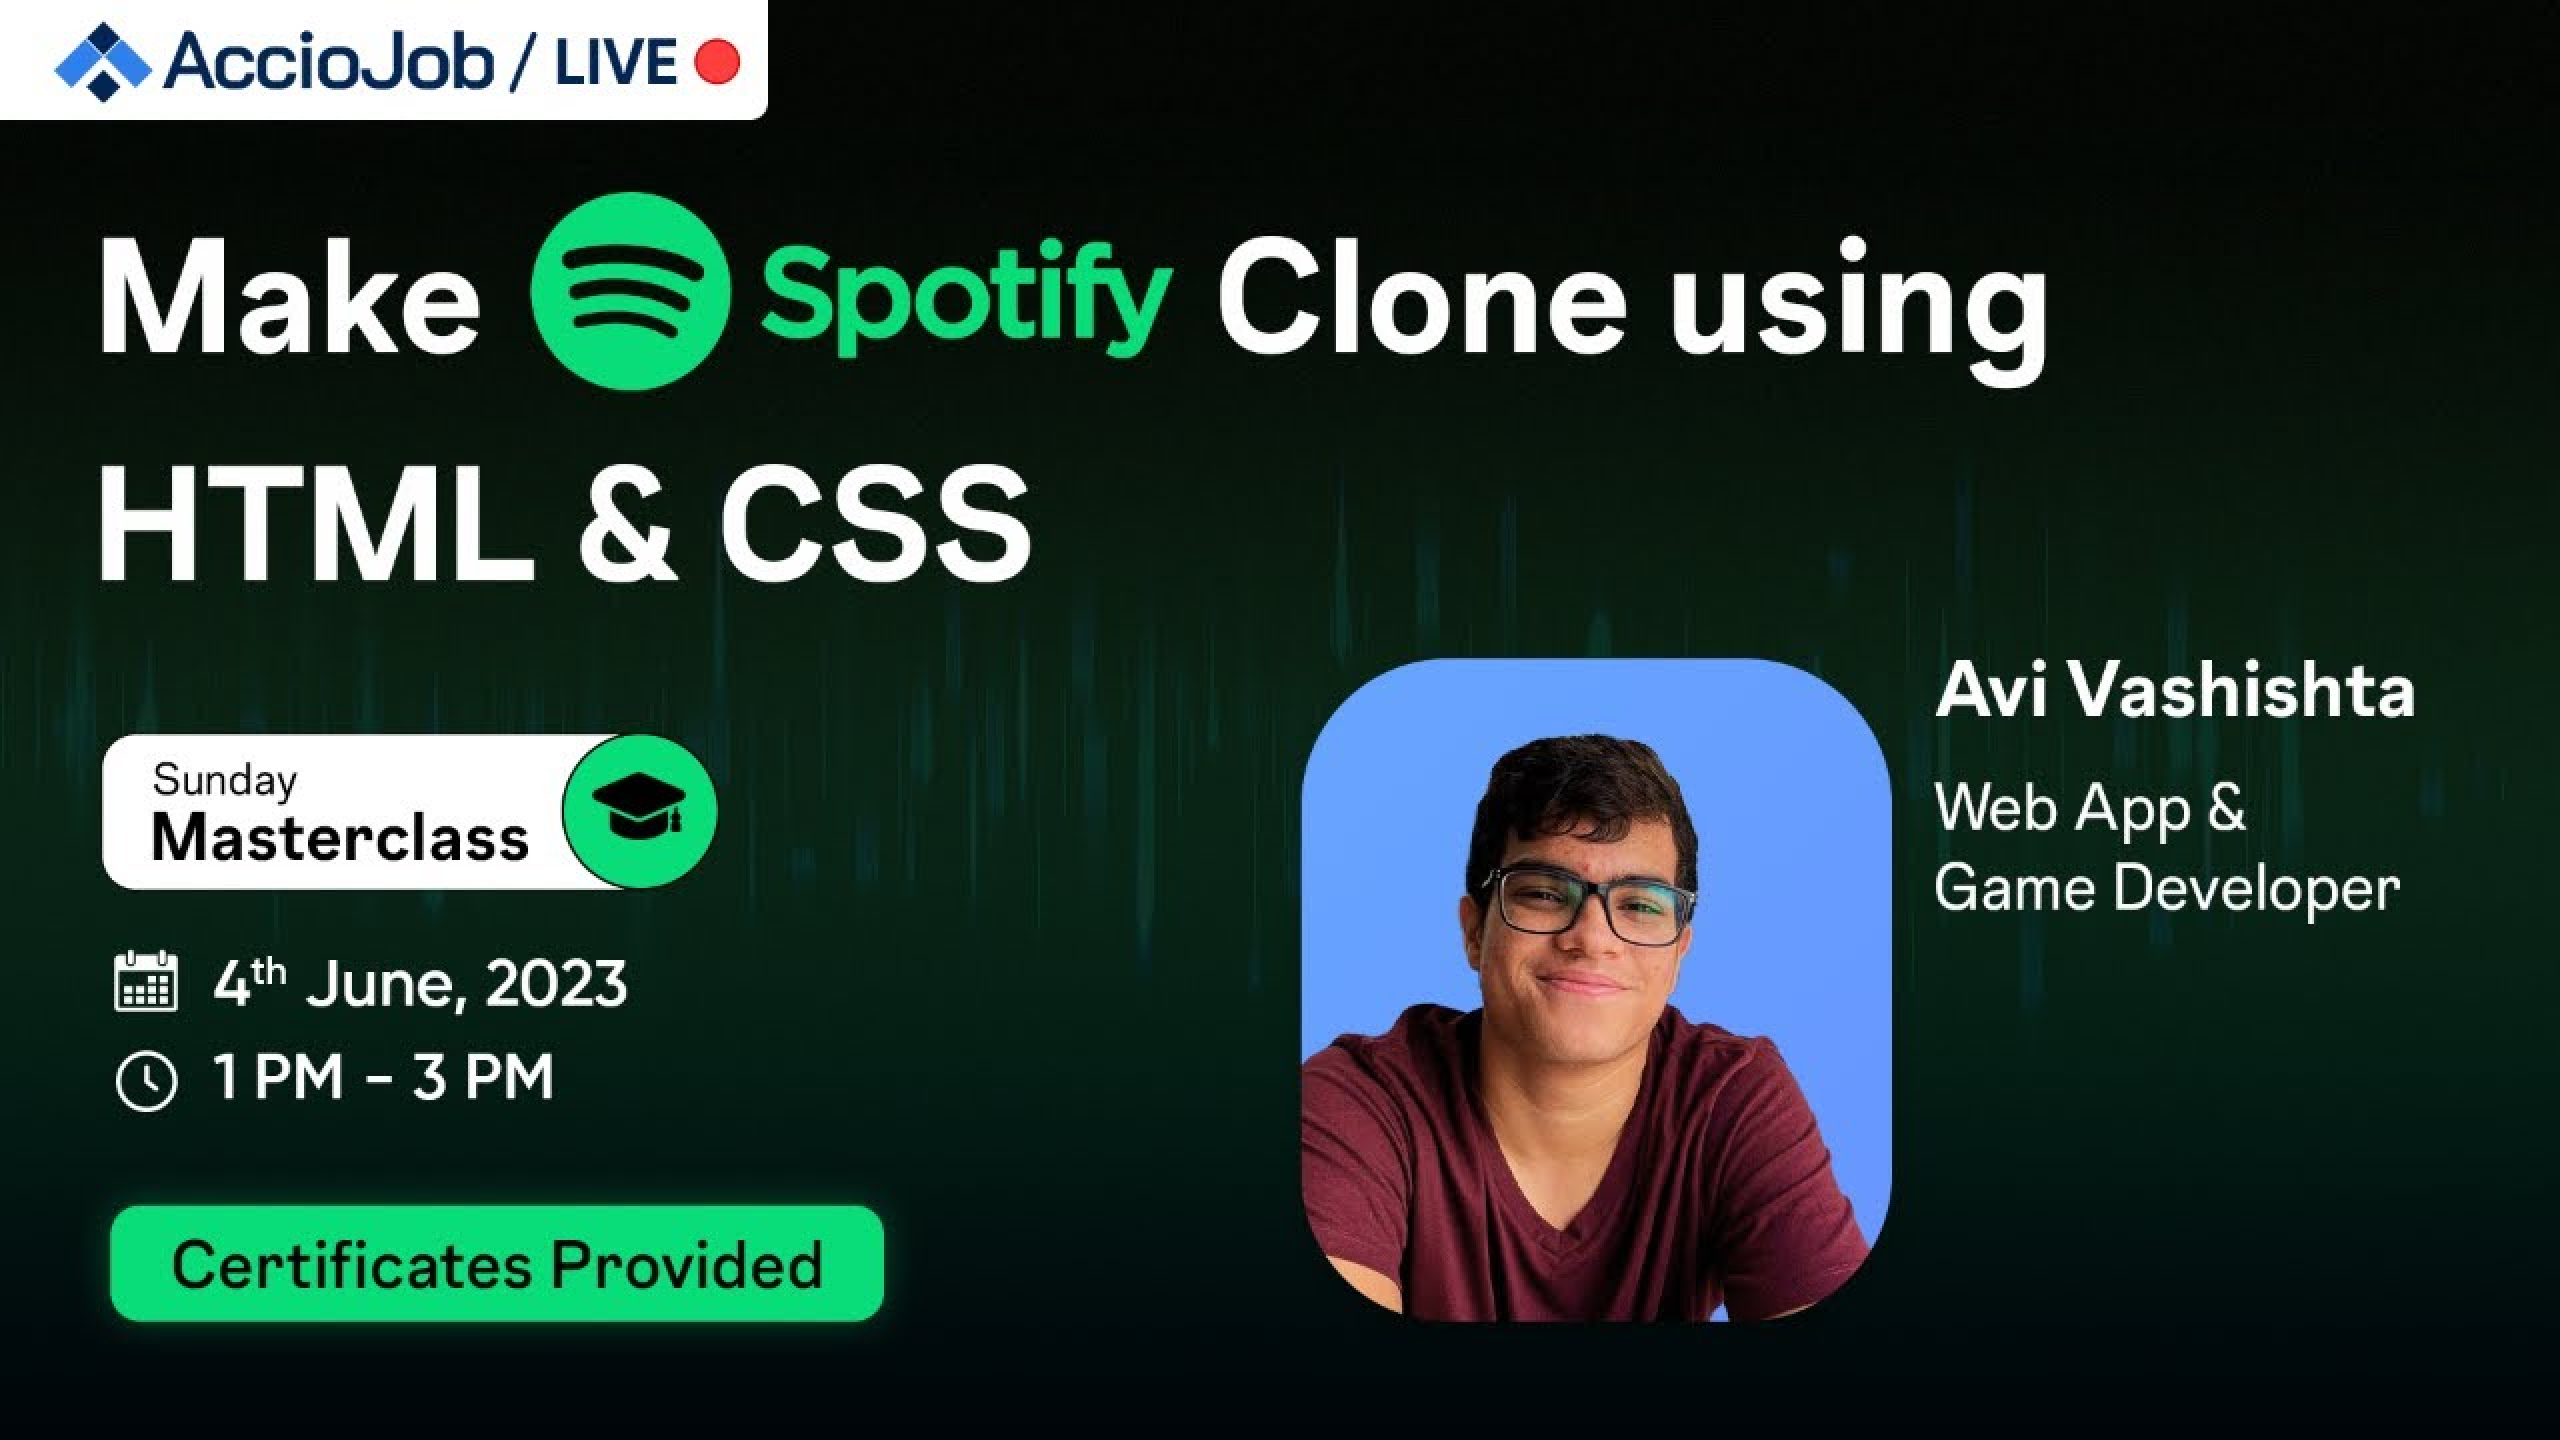 AccioJob / LIVE
Make Spotify Clone using
HTML & CSS
Sunday
Masterclass
4th June, 2023
1 PM - 3 PM
Certificates Provided
Avi Vashishta
Web App &
Game Developer